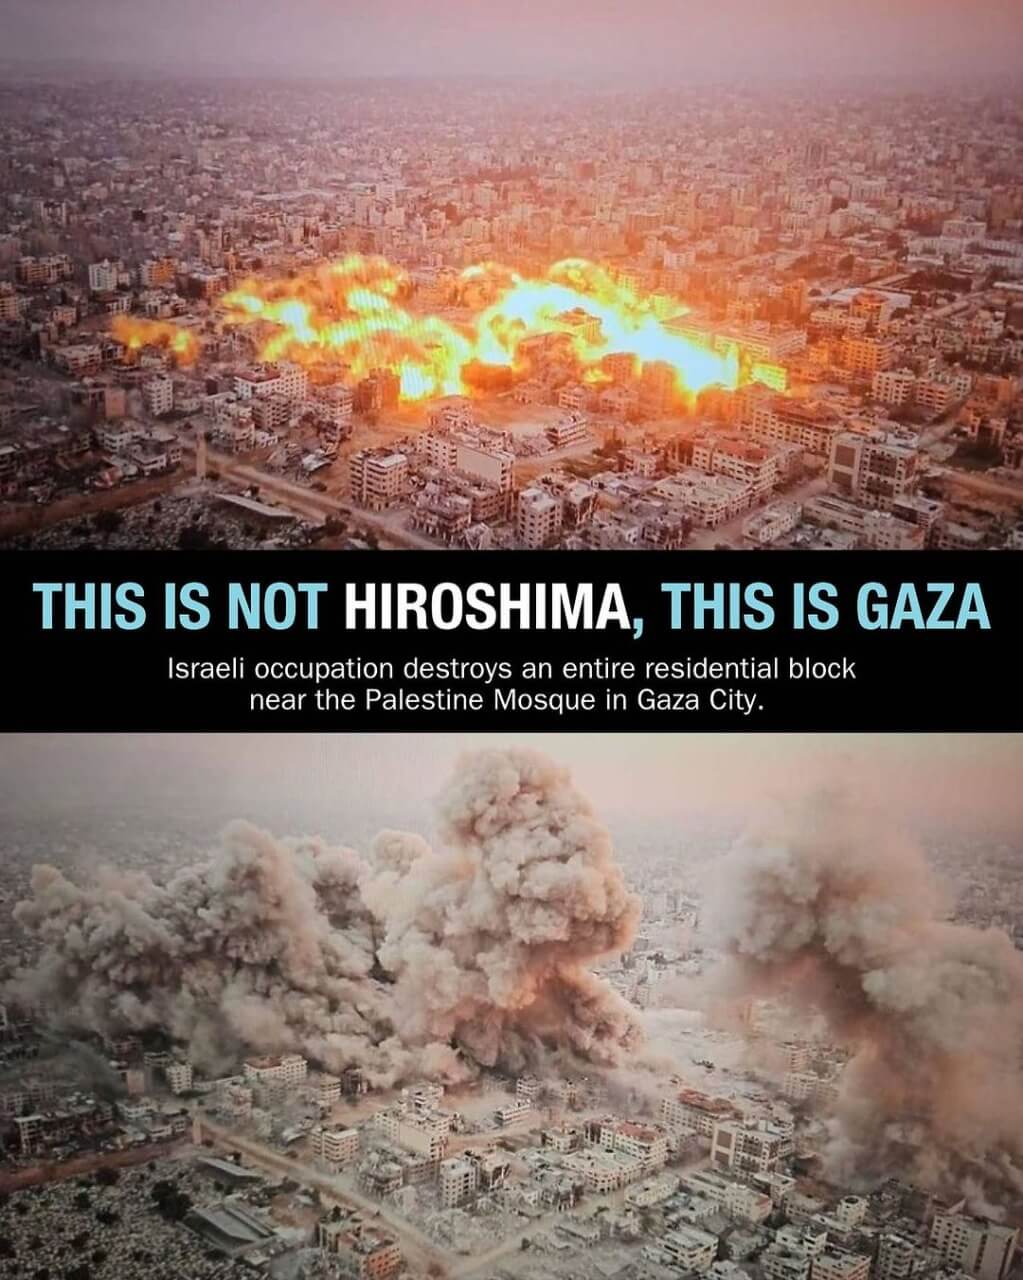 THIS IS NOT HIROSHIMA, THIS IS GAZA
Israeli occupation destroys an entire residential block
near the Palestine Mosque in Gaza City.